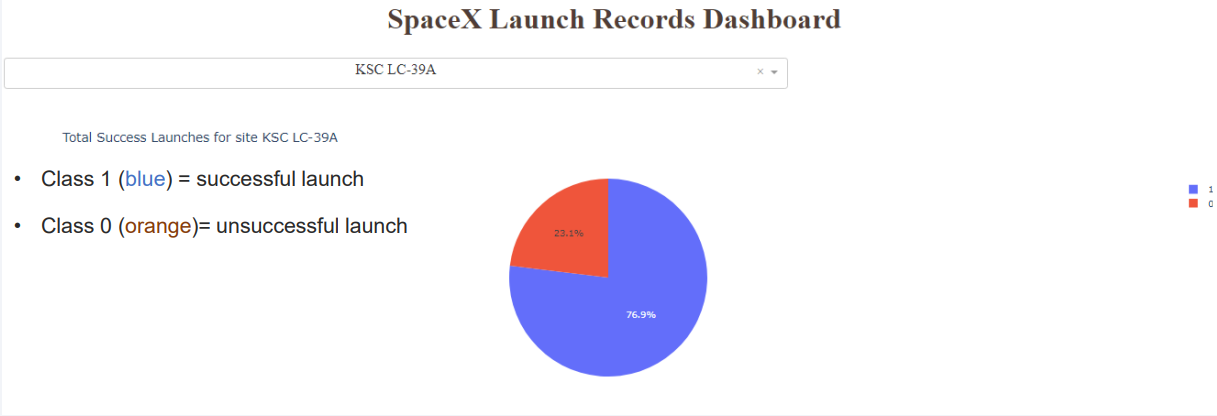 SpaceX Launch Records Dashboard
KSC LC-39A
Total Success Launches for site KSC LC-39A
• Class 1 (blue) = successful launch
• Class 0 (orange)= unsuccessful launch
23.1%
76.9%
1
0